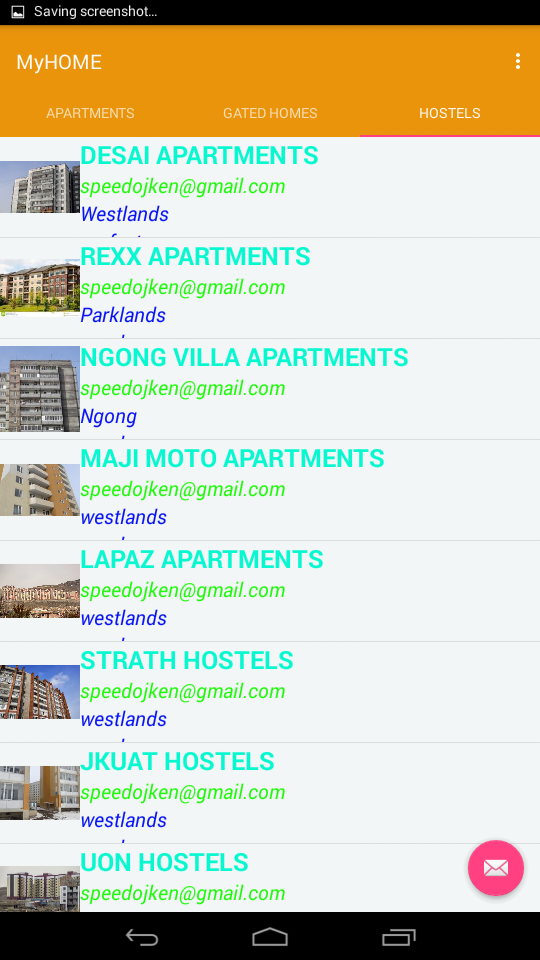 Saving screenshot...
MyHOME
APARTMENTS GATED HOMES HOSTELS
DESAI APARTMENTS
speedojken@gmail.com
Westlands
REXX APARTMENTS
speedojken@gmail.com
Parklands
NGONG VILLA APARTMENTS
speedojken@gmail.com
Ngong
MAJI MOTO APARTMENTS
speedojken@gmail.com
westlands
LAPAZ APARTMENTS
speedojken@gmail.com
westlands
STRATH HOSTELS
speedojken@gmail.com
westlands
JKUAT HOSTELS
speedojken@gmail.com
westlands
UON HOSTELS
speedojken@gmail.com